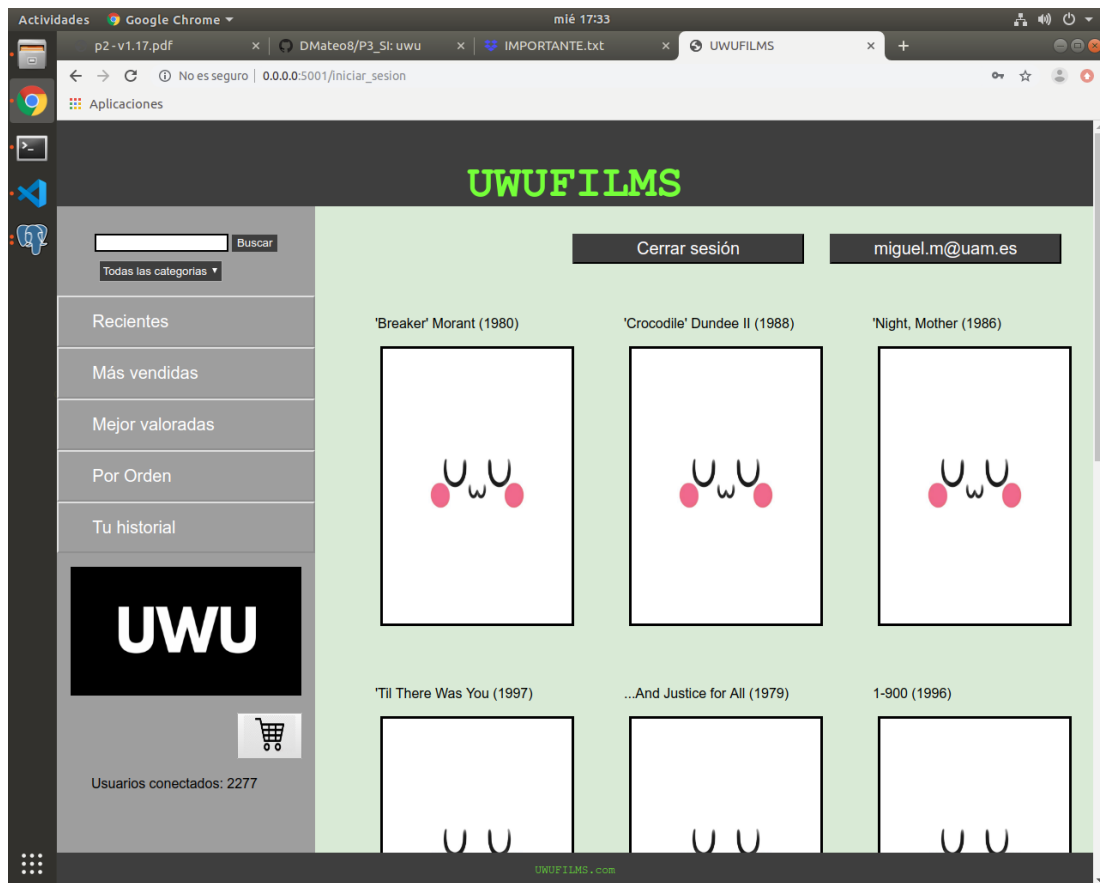 Actividades Google Chrome mié 17:33
p2-v1.17.pdf DMateo8/P3_SI: uwu IMPORTANTE.txt UWUFILMS
No es seguro 0.0.0.0:5001/iniciar_sesion
Aplicaciones
UWUFILMS
Buscar
Todas las categorias
Cerrar sesión miguel.m@uam.es
Recientes
Más vendidas
Mejor valoradas
Por Orden
Tu historial
UWU
Usuarios conectados: 2277
'Breaker' Morant (1980) 'Crocodile' Dundee II (1988) 'Night, Mother (1986)
UwU UwU UwU
'Til There Was You (1997) ...And Justice for All (1979) 1-900 (1996)
U U U U U U
UWUFILMS.com